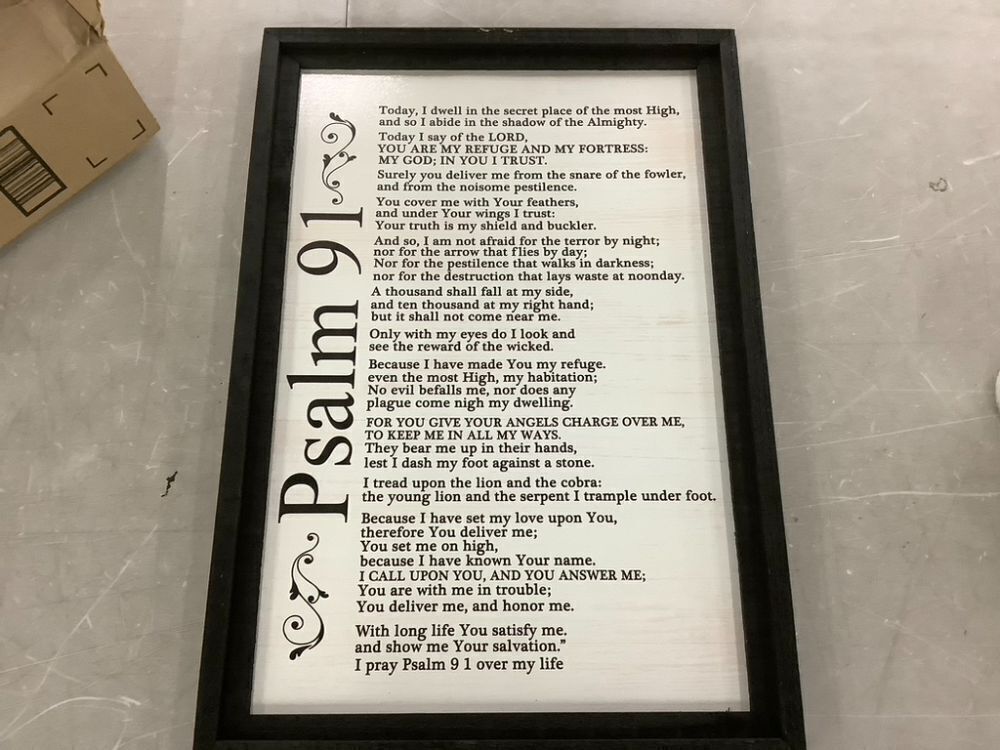 Psalm 91
Today, I dwell in the secret place of the most High,
and so I abide in the shadow of the Almighty.
Today I say of the LORD,
YOU ARE MY REFUGE AND MY FORTRESS:
MY GOD; IN YOU I TRUST.
Surely you deliver me from the snare of the fowler,
and from the noisome pestilence.
You cover me with Your feathers,
and under Your wings I trust:
Your truth is my shield and buckler.
And so, I am not afraid for the terror by night;
nor for the arrow that flies by day;
Nor for the pestilence that walks in darkness;
nor for the destruction that lays waste at noonday.
A thousand shall fall at my side,
and ten thousand at my right hand;
but it shall not come near me.
Only with my eyes do I look and
see the reward of the wicked.
Because I have made You my refuge.
even the most High, my habitation;
No evil befalls me, nor does any
plague come nigh my dwelling.
FOR YOU GIVE YOUR ANGELS CHARGE OVER ME,
TO KEEP ME IN ALL MY WAYS.
They bear me up in their hands,
lest I dash my foot against a stone.
I tread upon the lion and the cobra:
the young lion and the serpent I trample under foot.
Because I have set my love upon You,
therefore You deliver me;
You set me on high,
because I have known Your name.
I CALL UPON YOU, AND YOU ANSWER ME;
You are with me in trouble;
You deliver me, and honor me.
With long life You satisfy me.
and show me Your salvation."
I pray Psalm 9 1 over my life